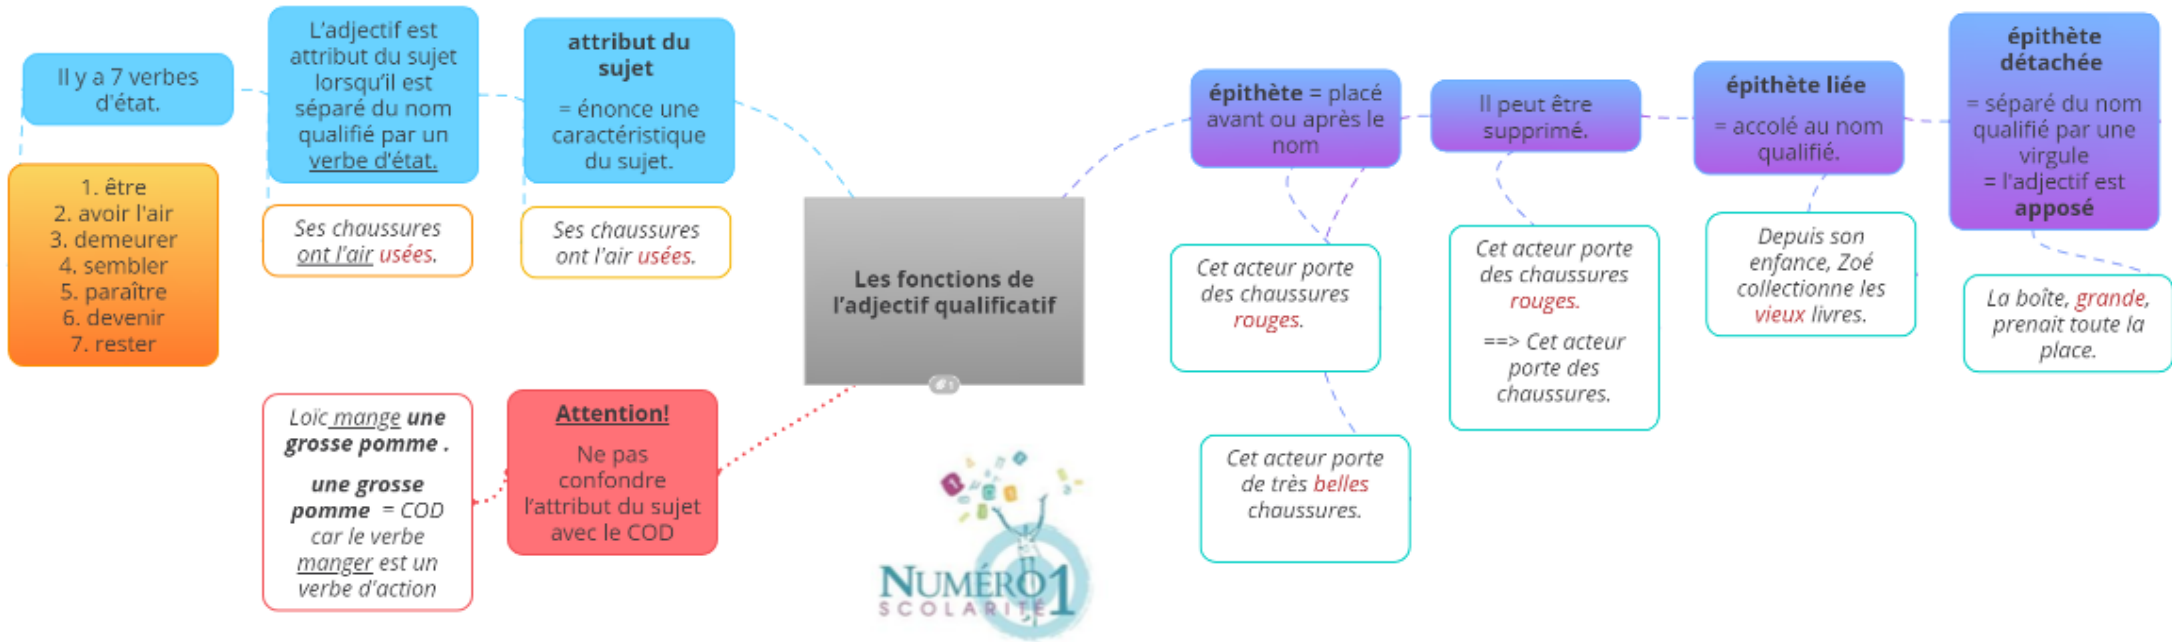 Il y a 7 verbes
d'état.
1. être
2. avoir l'air
3. demeurer
4. sembler
5. paraître
6. devenir
7. rester
L'adjectif est
attribut du sujet
lorsqu'il est
séparé du nom
qualifié par un
verbe d'état.
Ses chaussures
ont l'air usées.
attribut du
sujet
= énonce une
caractéristique
du sujet.
Ses chaussures
ont l'air usées.
Les fonctions de
l'adjectif qualificatif
1
Attention!
Ne pas
confondre
l'attribut du sujet
avec le COD
Loïc mange une
grosse pomme .
une grosse
pomme = COD
car le verbe
manger est un
verbe d'action
NUMÉRO1
SCOLARITÉ
épithète = placé
avant ou après le
nom
Cet acteur porte
des chaussures
rouges.
Cet acteur porte
de très belles
chaussures.
Il peut être
supprimé.
Cet acteur porte
des chaussures
rouges.
==> Cet acteur
porte des
chaussures.
épithète liée
= accolé au nom
qualifié.
Depuis son
enfance, Zoé
collectionne les
vieux livres.
épithète
détachée
= séparé du nom
qualifié par une
virgule
= l'adjectif est
apposé
La boîte, grande,
prenait toute la
place.